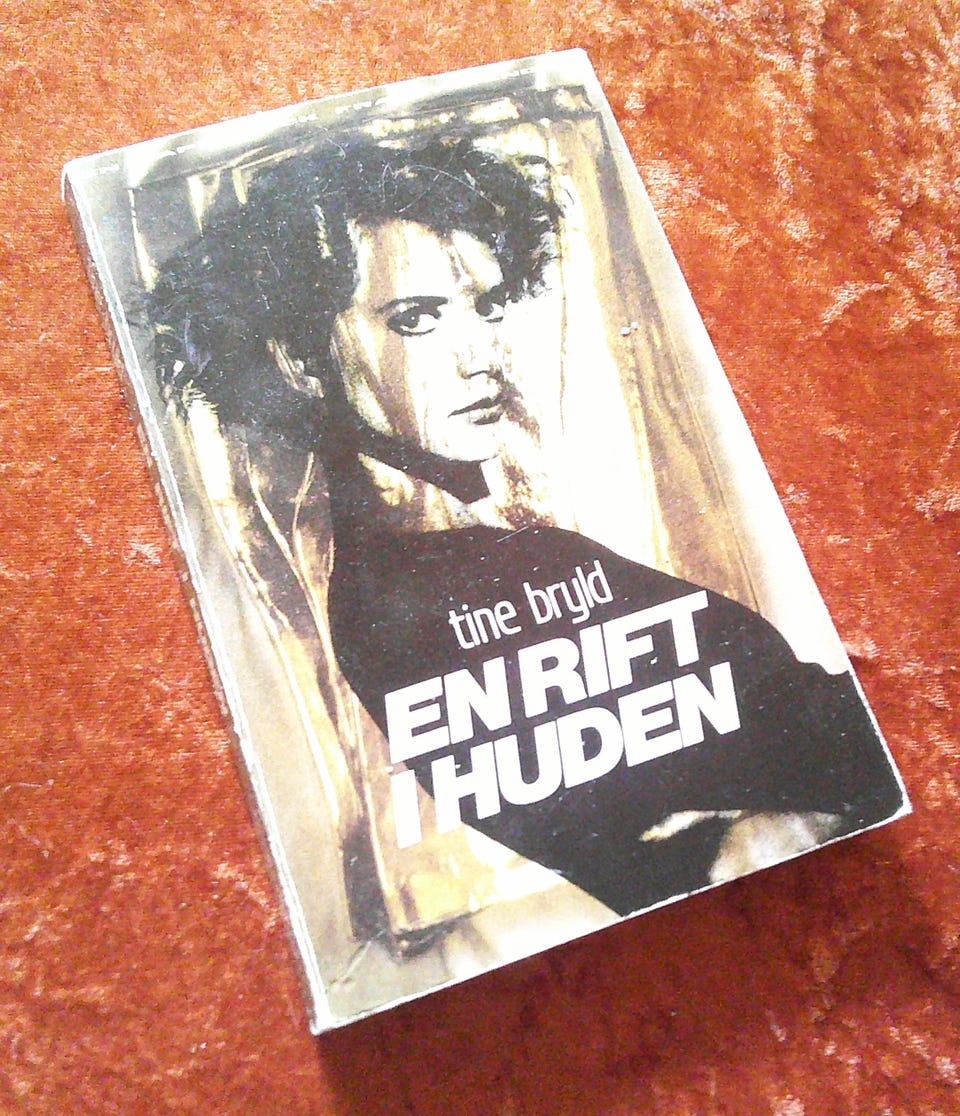 tine bryld
EN RIFT
I HUDEN